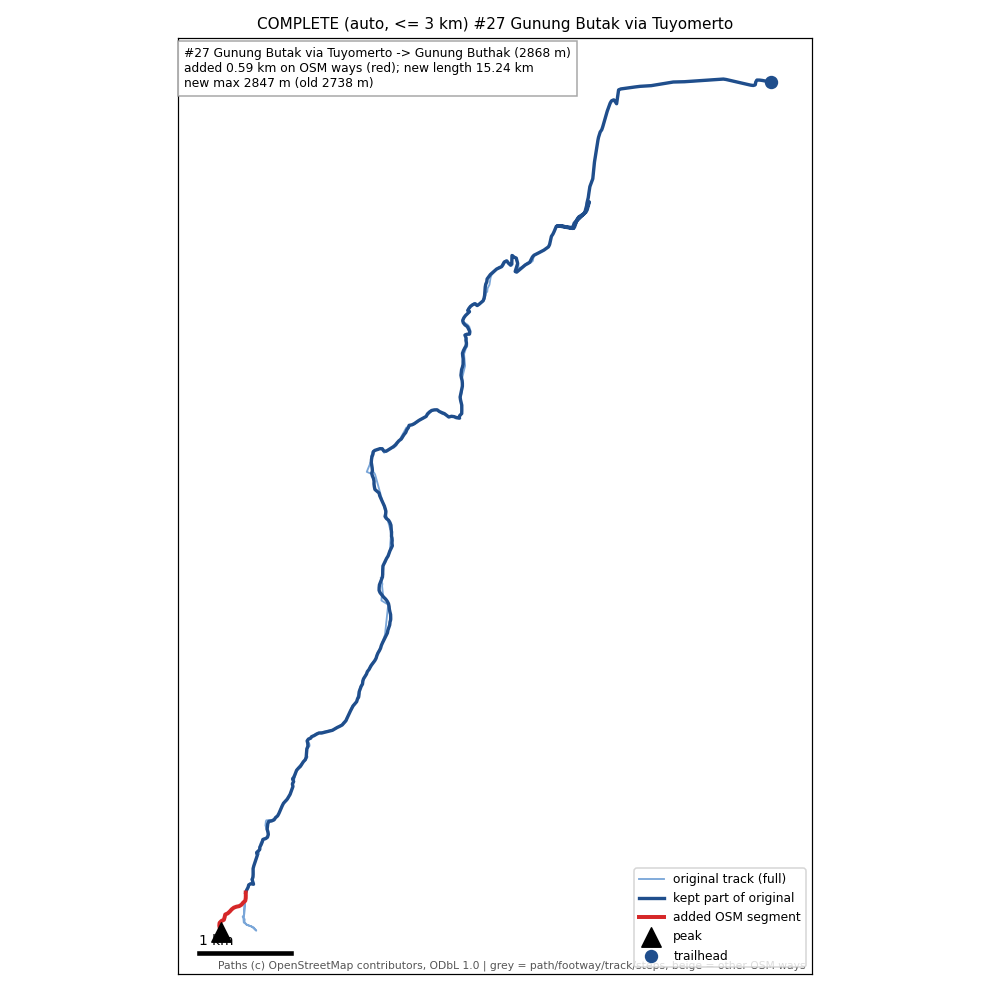 COMPLETE (auto, <= 3 km) #27 Gunung Butak via Tuyomerto
#27 Gunung Butak via Tuyomerto -> Gunung Buthak (2868 m)
added 0.59 km on OSM ways (red); new length 15.24 km
new max 2847 m (old 2738 m)
original track (full)
kept part of original
added OSM segment
peak
trailhead
1 km
Paths (c) OpenStreetMap contributors, ODbL 1.0 | grey = path/footway/track/steps, beige = other OSM ways